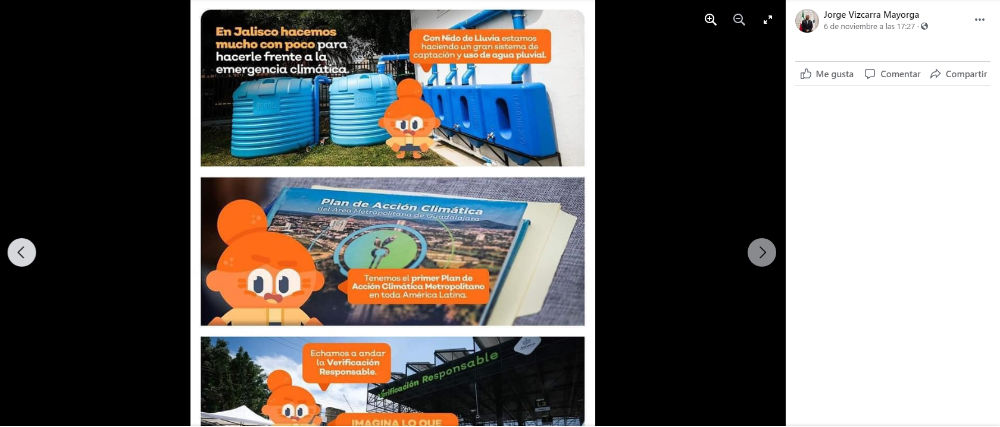 En Jalisco hacemos
mucho con poco para
hacerle frente a la
emergencia climática.
Con Nido de Lluvia estamos
haciendo un gran sistema de
captación y uso de agua pluvial.
5000L
Plan de Acción Climática
del Área Metropolitana de Guadalajara
Tenemos el primer Plan de
Acción Climática Metropolitano
en toda América Latina.
Echamos a andar
la Verificación
Responsable.
Jalisco
Verificación Responsable
L2
IMAGINA LO QUE
Jorge Vizcarra Mayorga
6 de noviembre a las 17:27 ·
Me gusta
Comentar
Compartir